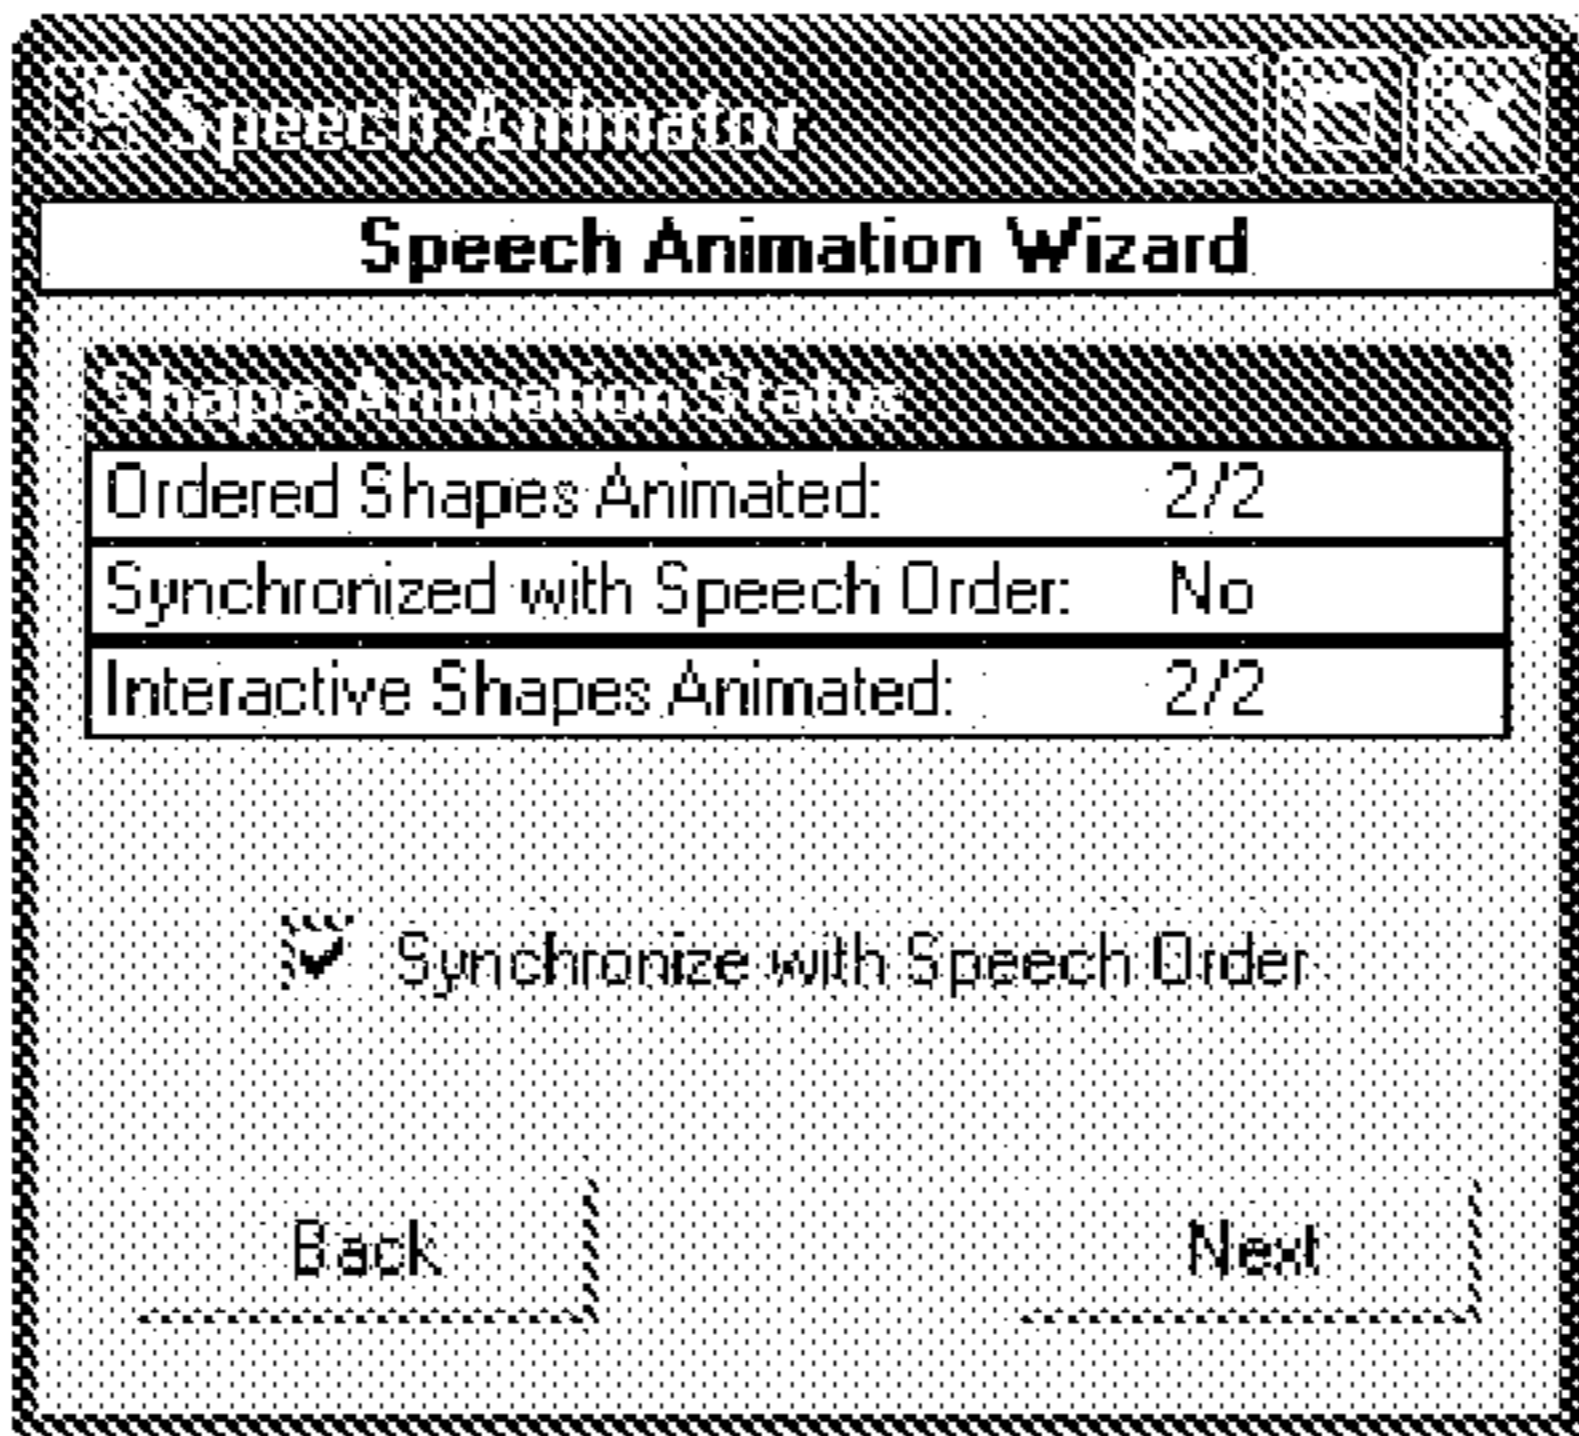 Speech Animator
Speech Animation Wizard
Shape Animation Status
Ordered Shapes Animated: 2/2
Synchronized with Speech Order: No
Interactive Shapes Animated: 2/2
Synchronize with Speech Order
Back Next